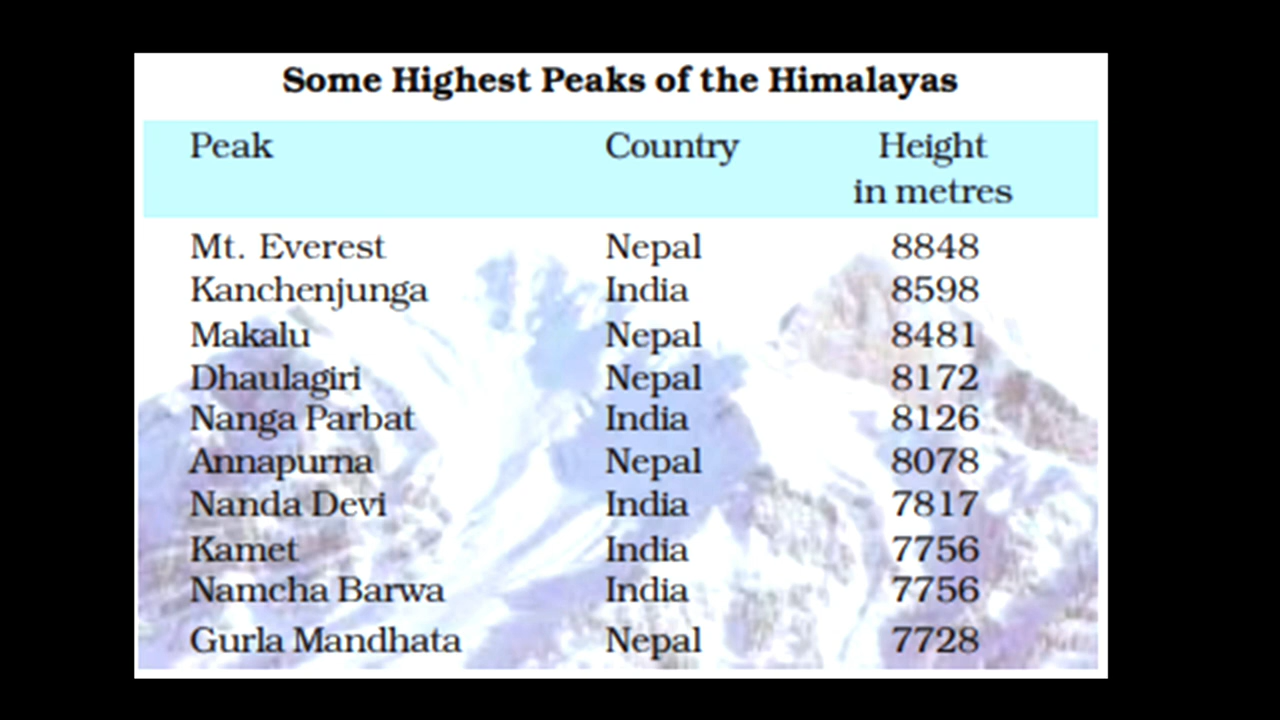 Some Highest Peaks of the Himalayas
Peak Country Height
in metres
Mt. Everest Nepal 8848
Kanchenjunga India 8598
Makalu Nepal 8481
Dhaulagiri Nepal 8172
Nanga Parbat India 8126
Annapurna Nepal 8078
Nanda Devi India 7817
Kamet India 7756
Namcha Barwa India 7756
Gurla Mandhata Nepal 7728